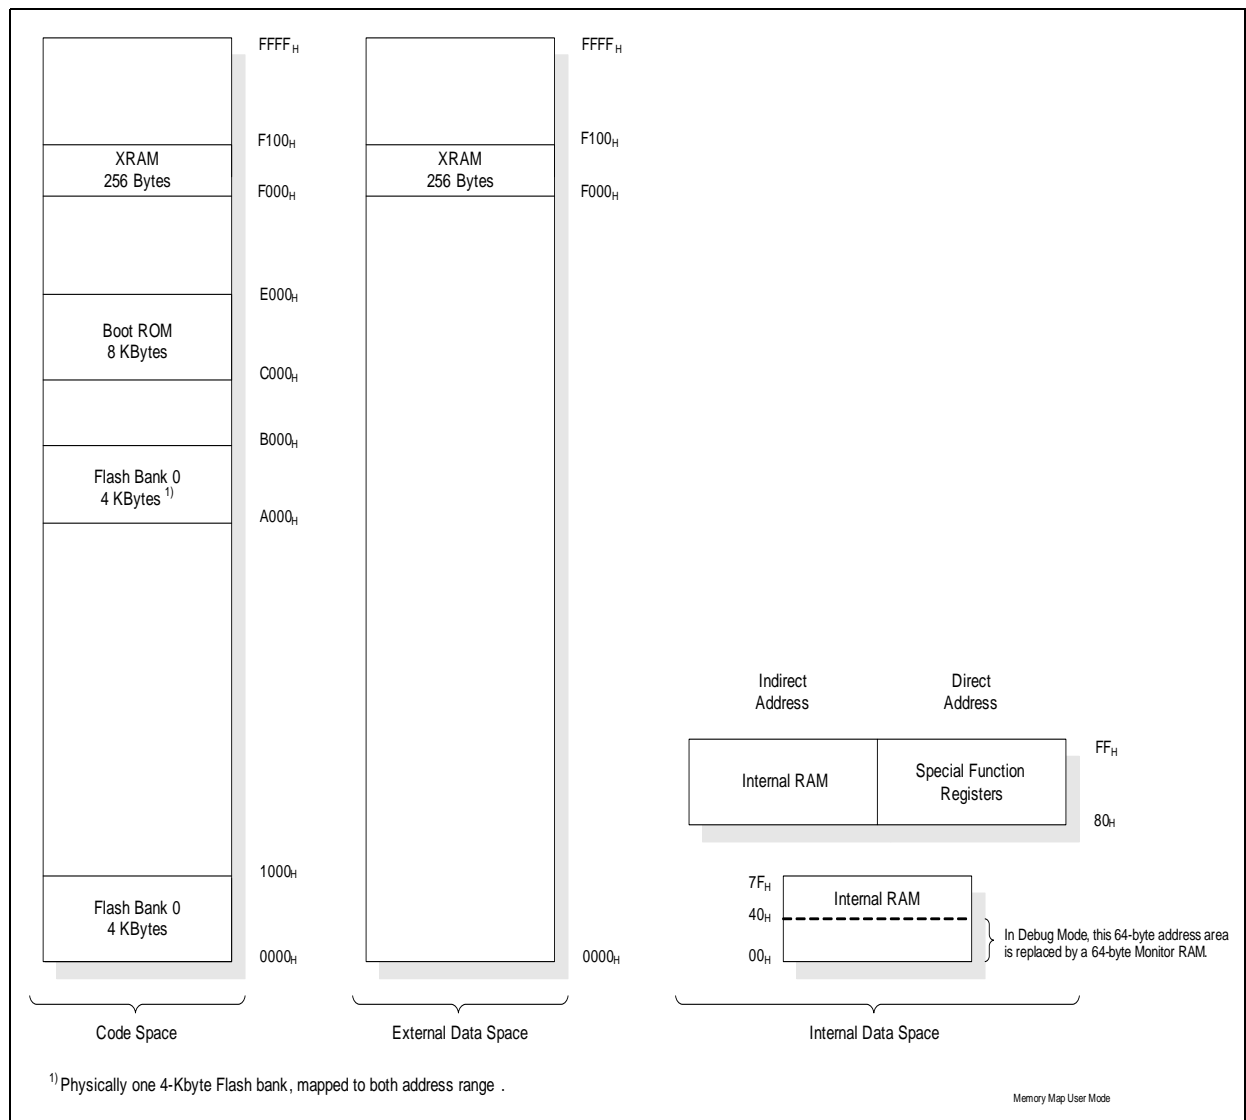 FFFFH
F100H
XRAM
256 Bytes
F000H
E000H
Boot ROM
8 KBytes
C000H
B000H
Flash Bank 0
4 KBytes 1)
A000H
1000H
Flash Bank 0
4 KBytes
0000H
Code Space
FFFFH
F100H
XRAM
256 Bytes
F000H
0000H
External Data Space
Indirect
Address
Direct
Address
Internal RAM
Special Function
Registers
FFH
80H
7FH
Internal RAM
40H
00H
In Debug Mode, this 64-byte address area
is replaced by a 64-byte Monitor RAM.
Internal Data Space
1) Physically one 4-Kbyte Flash bank, mapped to both address range .
Memory Map User Mode